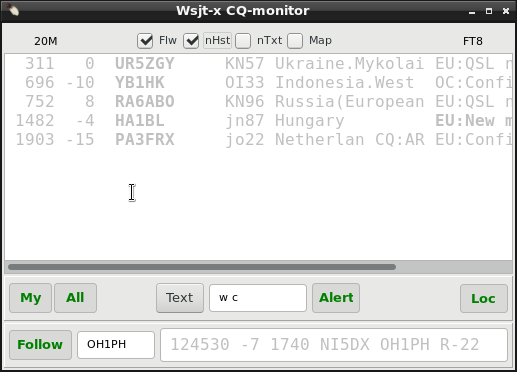 Wsjt-x CQ-monitor
20M Flw nHst nTxt Map FT8
311 0 UR5ZGY KN57 Ukraine.Mykolai EU:QSL
696 -10 YB1HK OI33 Indonesia.West OC:Confi
752 8 RA6ABO KN96 Russia(European EU:QSL
1482 -4 HA1BL jn87 Hungary EU:New
1903 -15 PA3FRX jo22 Netherlan CQ:AR EU:Confi
My All Text w c Alert Loc
Follow OH1PH 124530 -7 1740 NI5DX OH1PH R-22